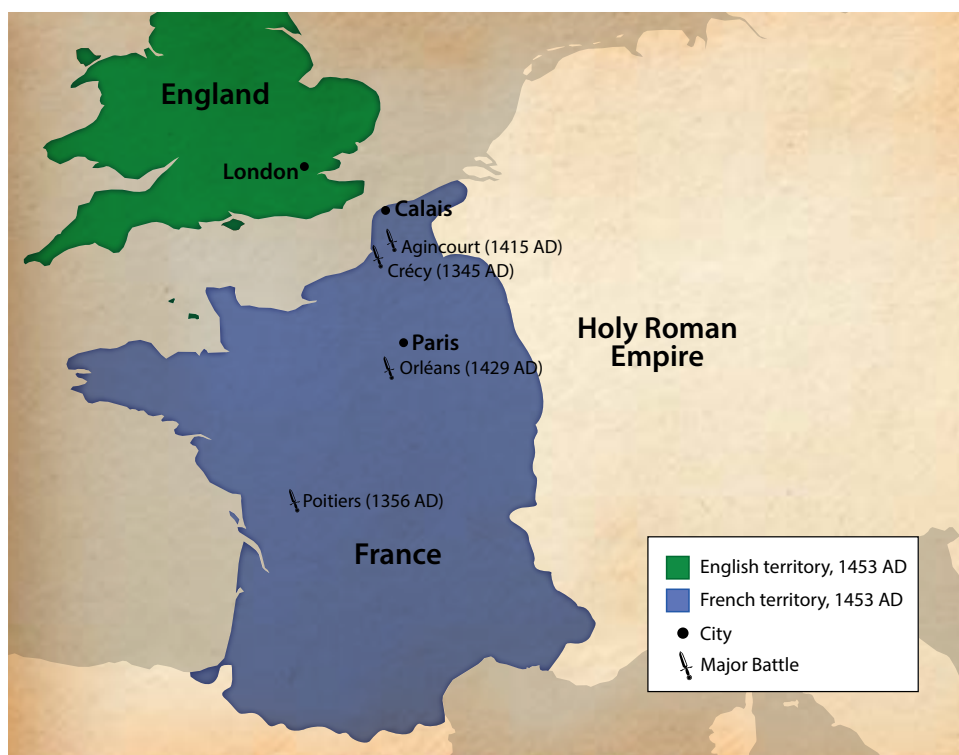 England
London
Calais
Agincourt (1415 AD)
Crécy (1345 AD)
Holy Roman
Empire
Paris
Orléans (1429 AD)
Poitiers (1356 AD)
France
English territory, 1453 AD
French territory, 1453 AD
City
Major Battle